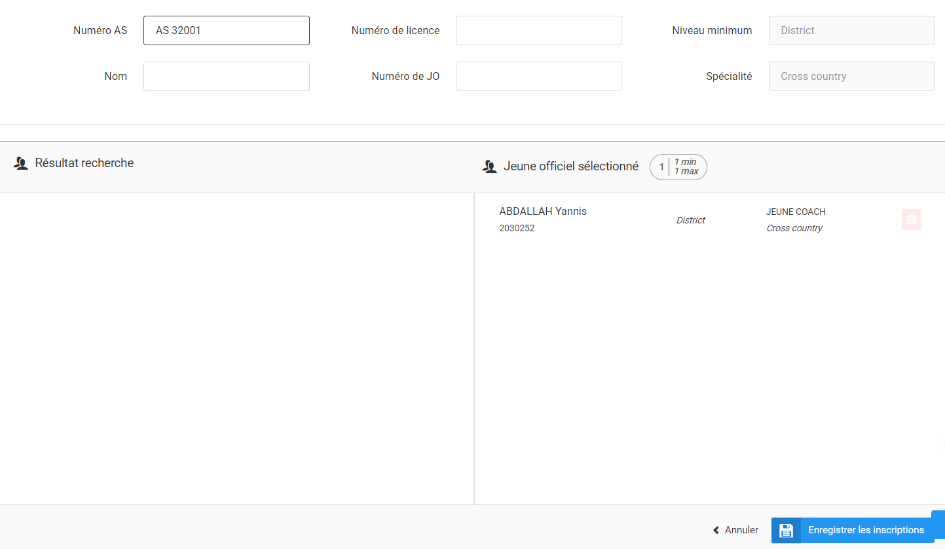 Numéro AS AS 32001 Numéro de licence Niveau minimum District
Nom Numéro de JO Spécialité Cross country
Résultat recherche
Jeune officiel sélectionné 1 1 min
1 max
ABDALLAH Yannis District JEUNE COACH
2030252 Cross country
Annuler Enregistrer les inscriptions